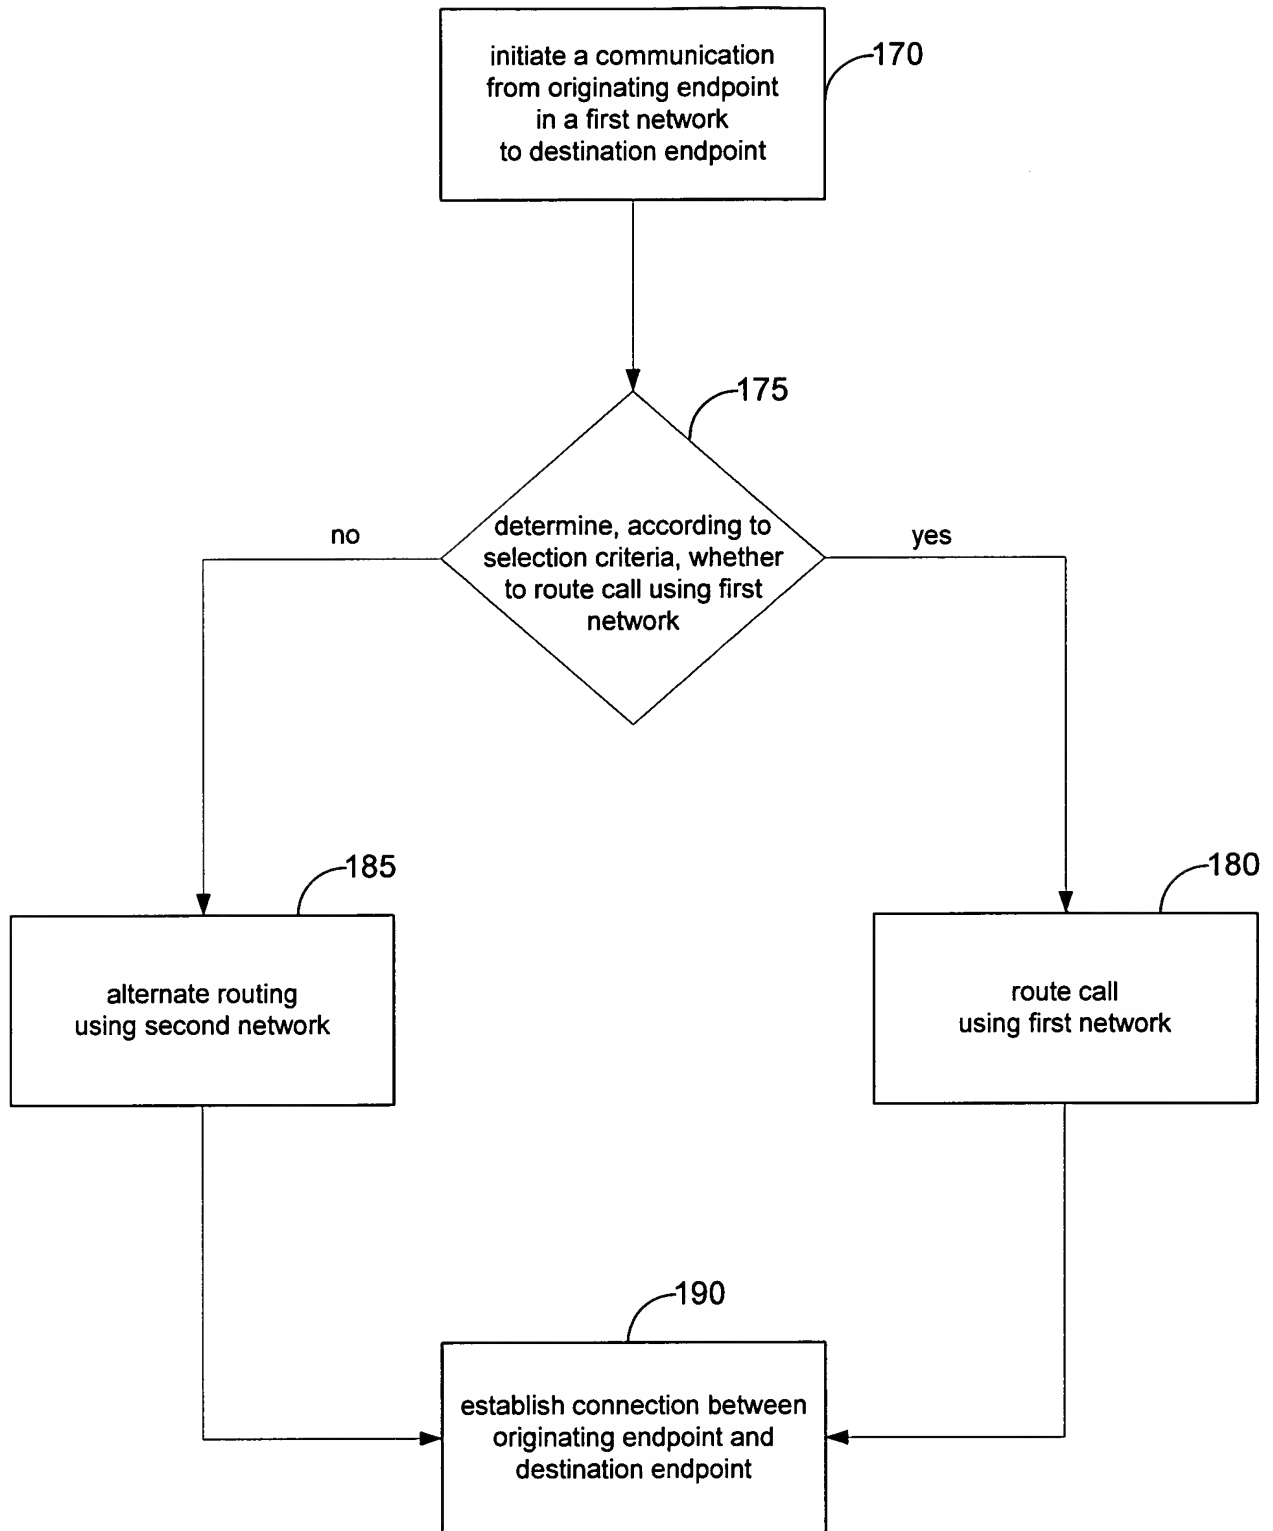 initiate a communication
from originating endpoint
in a first network
to destination endpoint
170
175
determine, according to
selection criteria, whether
to route call using first
network
no
yes
185
alternate routing
using second network
180
route call
using first network
190
establish connection between
originating endpoint and
destination endpoint